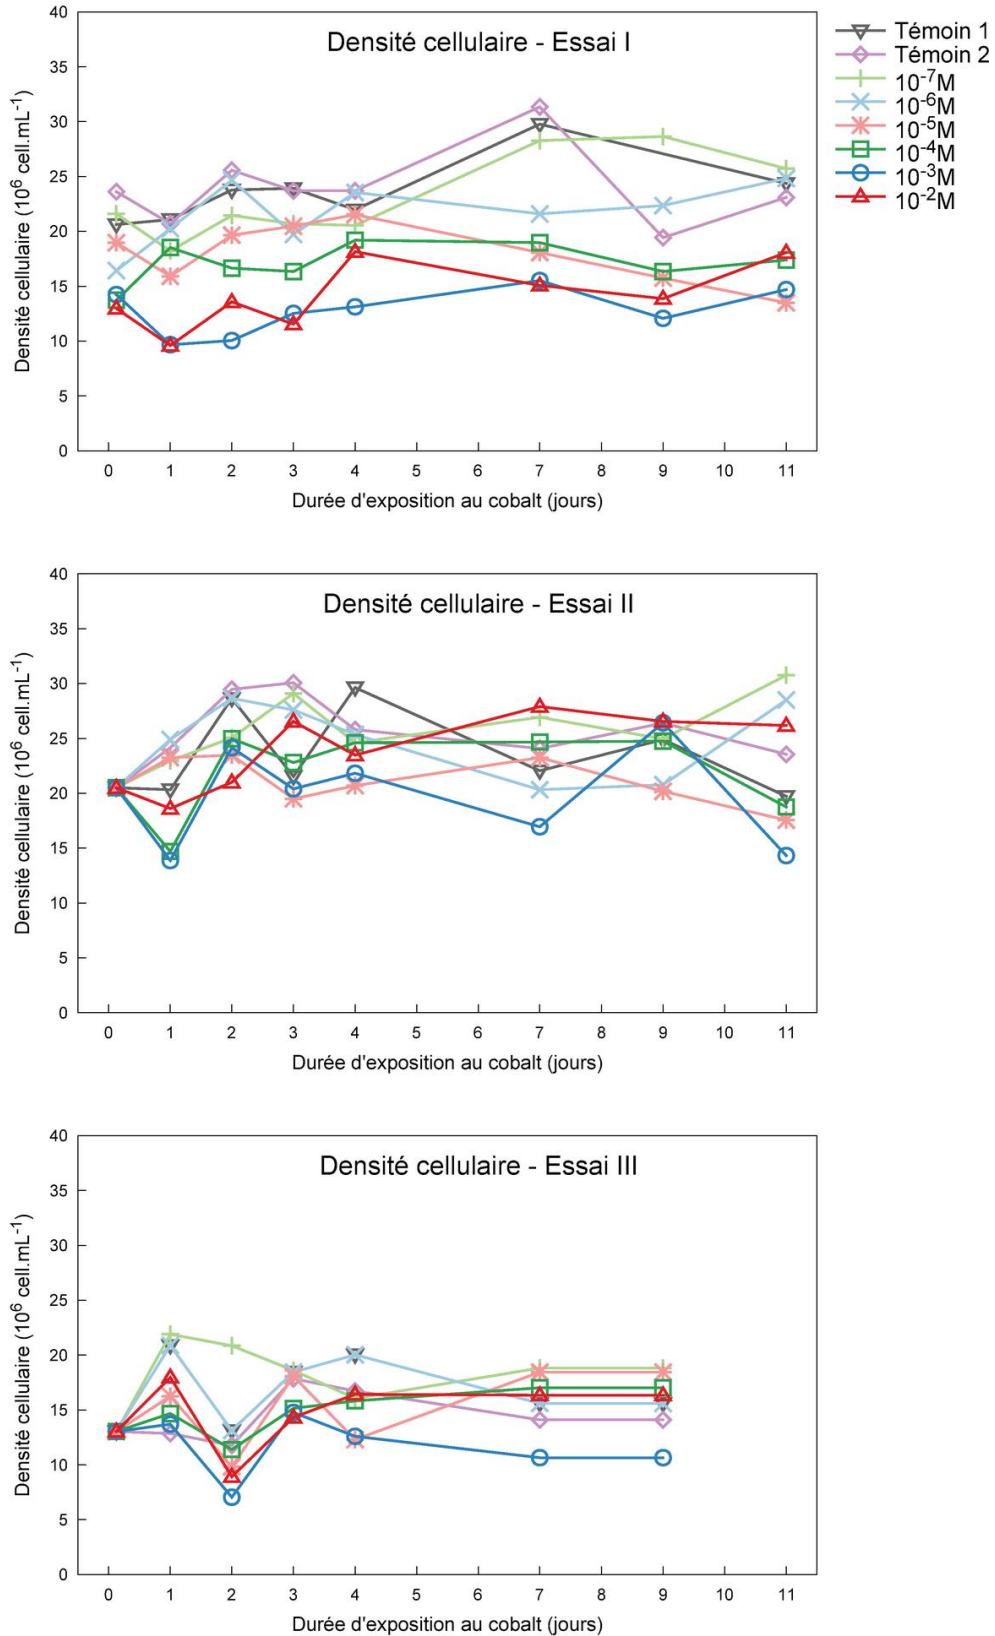 Densité cellulaire - Essai I
Densité cellulaire (10⁶ cell.mL⁻¹)
40
35
30
25
20
15
10
5
0
0 1 2 3 4 5 6 7 8 9 10 11
Durée d'exposition au cobalt (jours)
Témoin 1
Témoin 2
10⁻⁷M
10⁻⁶M
10⁻⁵M
10⁻⁴M
10⁻³M
10⁻²M
Densité cellulaire - Essai II
Densité cellulaire (10⁶ cell.mL⁻¹)
40
35
30
25
20
15
10
5
0
0 1 2 3 4 5 6 7 8 9 10 11
Durée d'exposition au cobalt (jours)
Densité cellulaire - Essai III
Densité cellulaire (10⁶ cell.mL⁻¹)
40
35
30
25
20
15
10
5
0
0 1 2 3 4 5 6 7 8 9 10 11
Durée d'exposition au cobalt (jours)